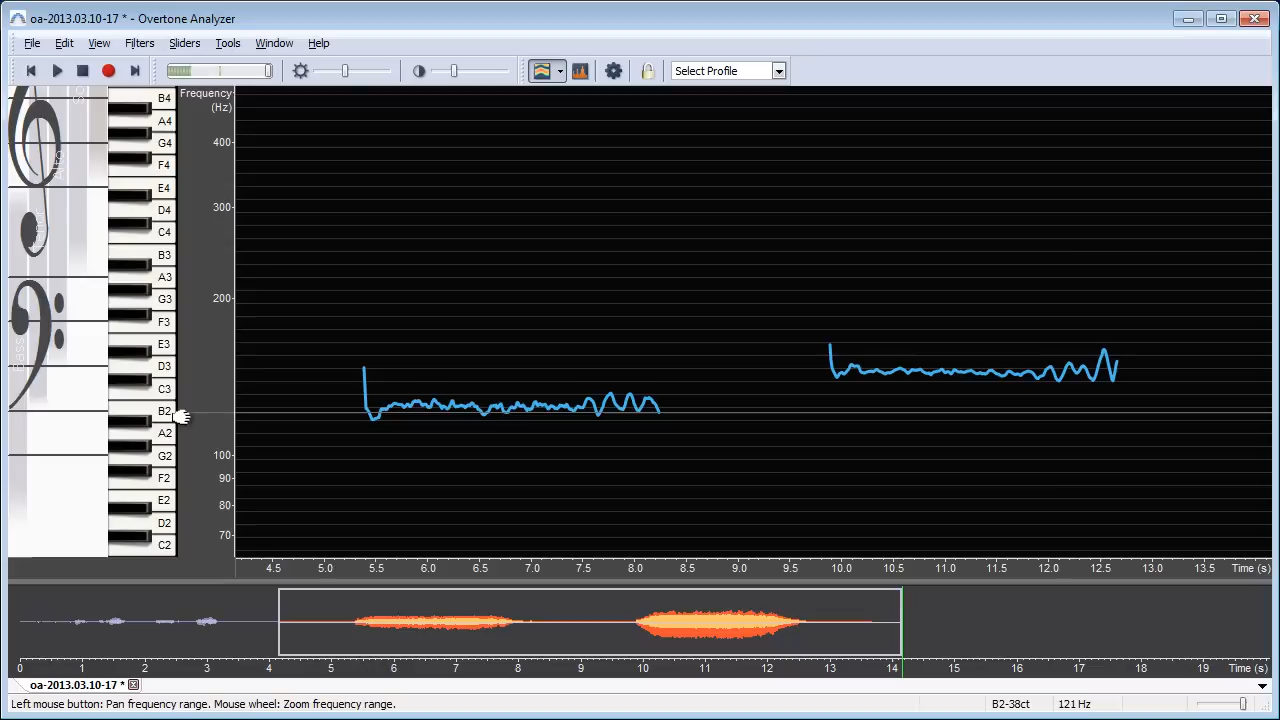 oa-2013.03.10-17 * - Overtone Analyzer
File Edit View Filters Sliders Tools Window Help
Select Profile
Frequency
(Hz)
B4
A4
G4
F4
E4
D4
C4
B3
A3
G3
F3
E3
D3
C3
B2
A2
G2
F2
E2
D2
C2
Alto
Bass
400
300
200
100
90
80
70
4.5 5.0 5.5 6.0 6.5 7.0 7.5 8.0 8.5 9.0 9.5 10.0 10.5 11.0 11.5 12.0 12.5 13.0 13.5 Time (s)
0 1 2 3 4 5 6 7 8 9 10 11 12 13 14 15 16 17 18 19 Time (s)
oa-2013.03.10-17 *
Left mouse button: Pan frequency range. Mouse wheel: Zoom frequency range. B2-38ct 121 Hz